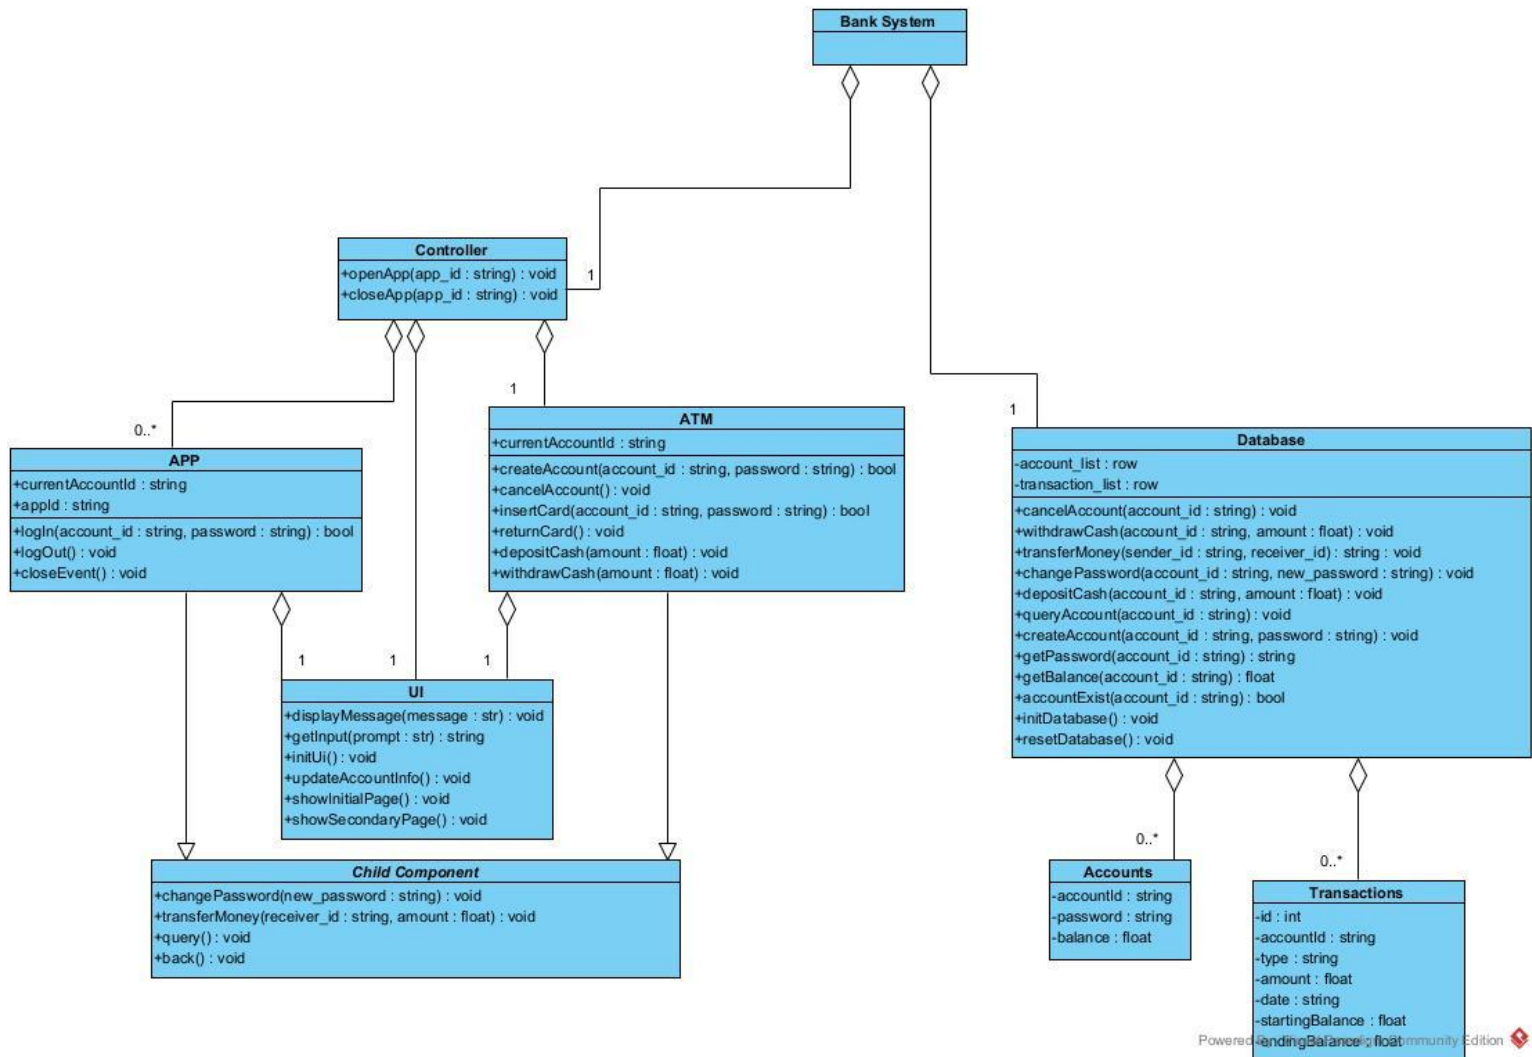 Bank System
Controller
+openApp(app_id : string) : void
+closeApp(app_id : string) : void
1
0..*
1
APP
+currentAccountId : string
+appId : string
+logIn(account_id : string, password : string) : bool
+logOut() : void
+closeEvent() : void
ATM
+currentAccountId : string
+createAccount(account_id : string, password : string) : bool
+cancelAccount() : void
+insertCard(account_id : string, password : string) : bool
+returnCard() : void
+depositCash(amount : float) : void
+withdrawCash(amount : float) : void
1
Database
-account_list : row
-transaction_list : row
+cancelAccount(account_id : string) : void
+withdrawCash(account_id : string, amount : float) : void
+transferMoney(sender_id : string, receiver_id) : string : void
+changePassword(account_id : string, new_password : string) : void
+depositCash(account_id : string, amount : float) : void
+queryAccount(account_id : string) : void
+createAccount(account_id : string, password : string) : void
+getPassword(account_id : string) : string
+getBalance(account_id : string) : float
+accountExist(account_id : string) : bool
+initDatabase() : void
+resetDatabase() : void
1
1
1
UI
+displayMessage(message : str) : void
+getInput(prompt : str) : string
+initUi() : void
+updateAccountInfo() : void
+showInitialPage() : void
+showSecondaryPage() : void
Child Component
+changePassword(new_password : string) : void
+transferMoney(receiver_id : string, amount : float) : void
+query() : void
+back() : void
0..*
0..*
Accounts
-accountId : string
-password : string
-balance : float
Transactions
-id : int
-accountId : string
-type : string
-amount : float
-date : string
-startingBalance : float
-endingBalance : float
Powered Community Edition